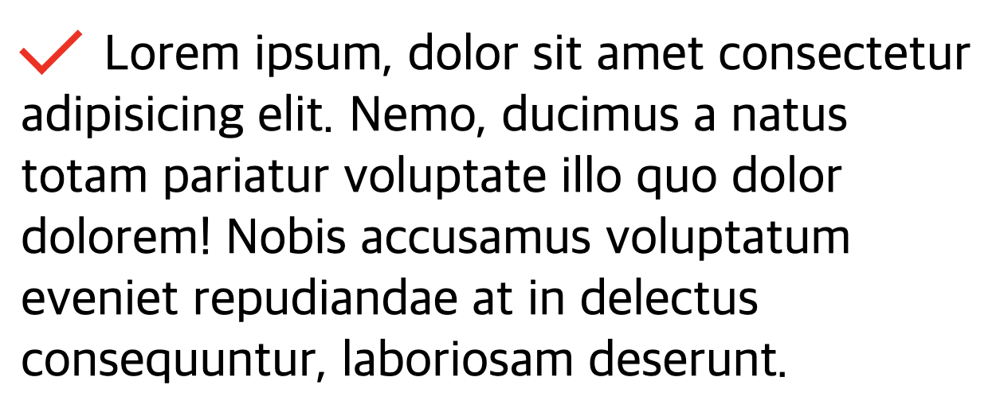 Lorem ipsum, dolor sit amet consectetur
adipisicing elit. Nemo, ducimus a natus
totam pariatur voluptate illo quo dolor
dolorem! Nobis accusamus voluptatum
eveniet repudiandae at in delectus
consequuntur, laboriosam deserunt.